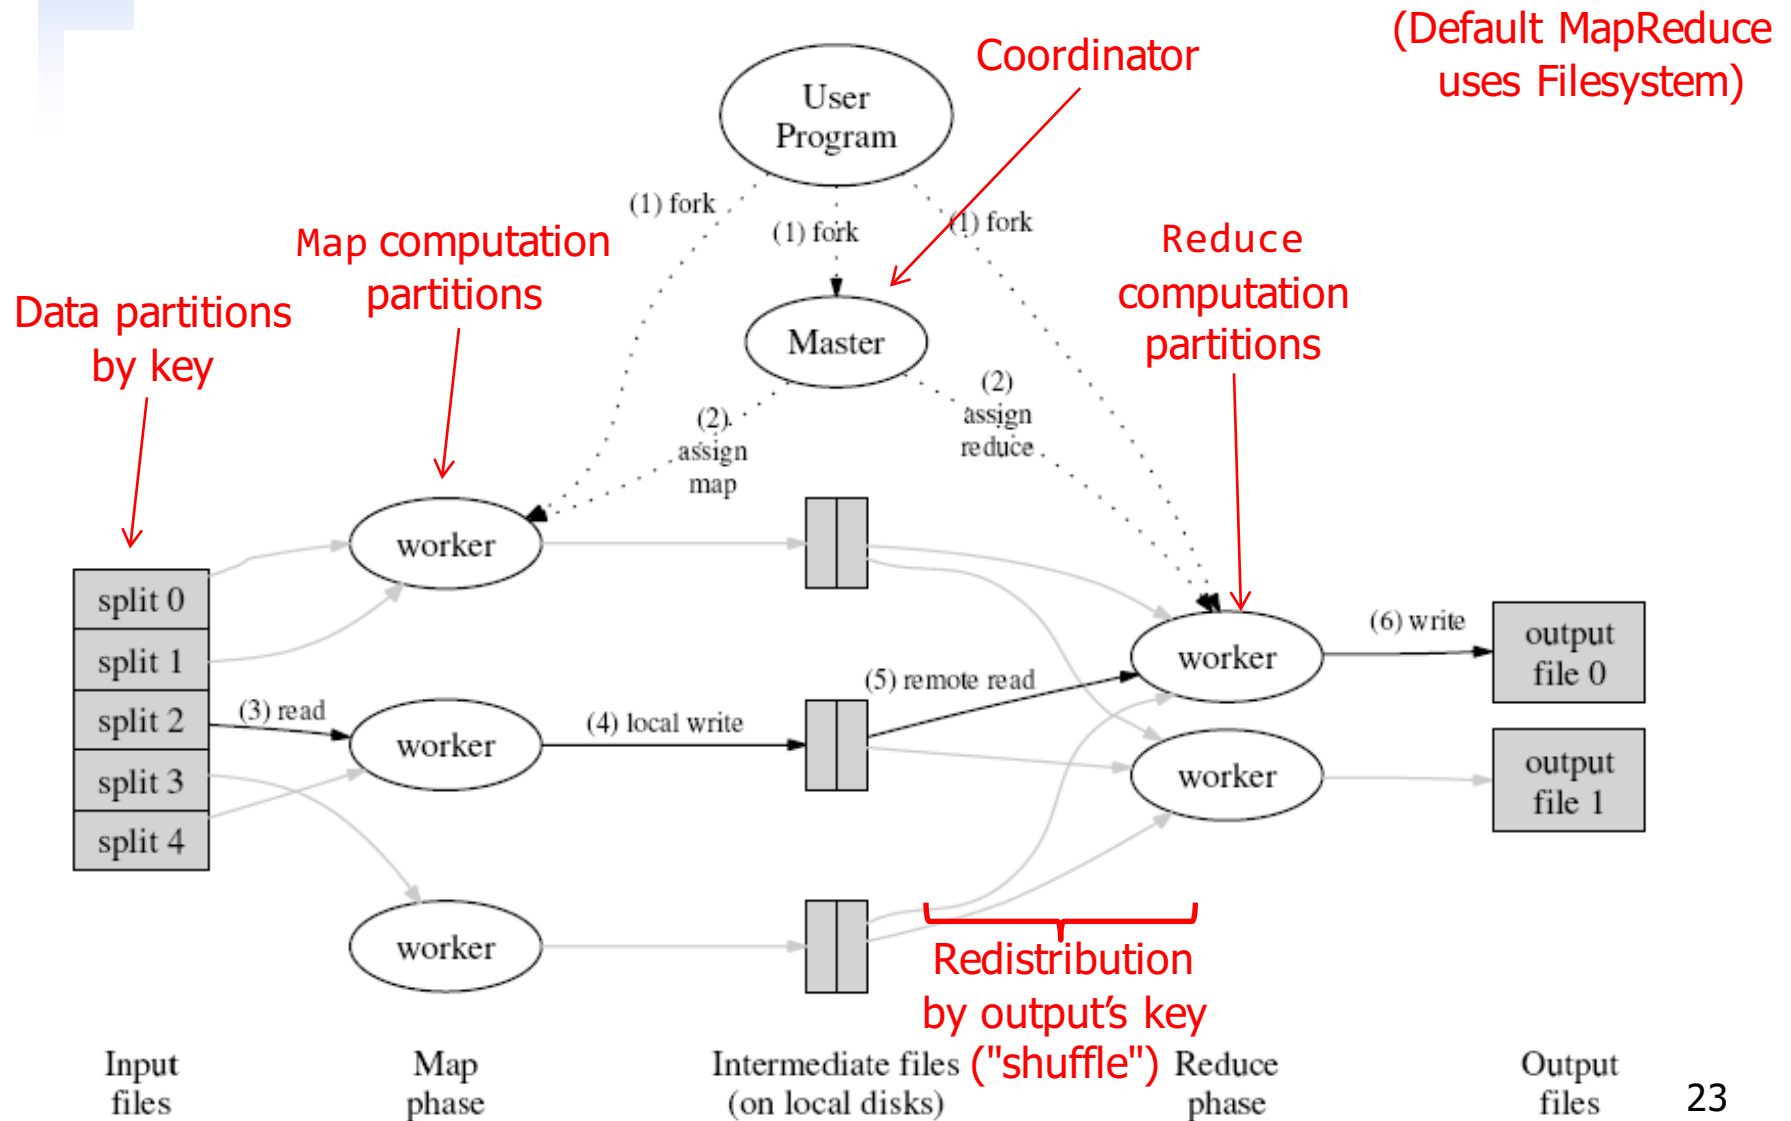 (Default MapReduce
uses Filesystem)
Coordinator
User
Program
(1) fork
(1) fork
(1) fork
Map computation
partitions
Reduce
computation
partitions
Data partitions
by key
Master
(2)
assign
map
(2)
assign
reduce
worker
split 0
split 1
split 2
split 3
split 4
(3) read
worker
(4) local write
(5) remote read
worker
(6) write
output
file 0
worker
output
file 1
worker
Redistribution
by output's key
("shuffle")
Input
files
Map
phase
Intermediate files
(on local disks)
Reduce
phase
Output
files
23